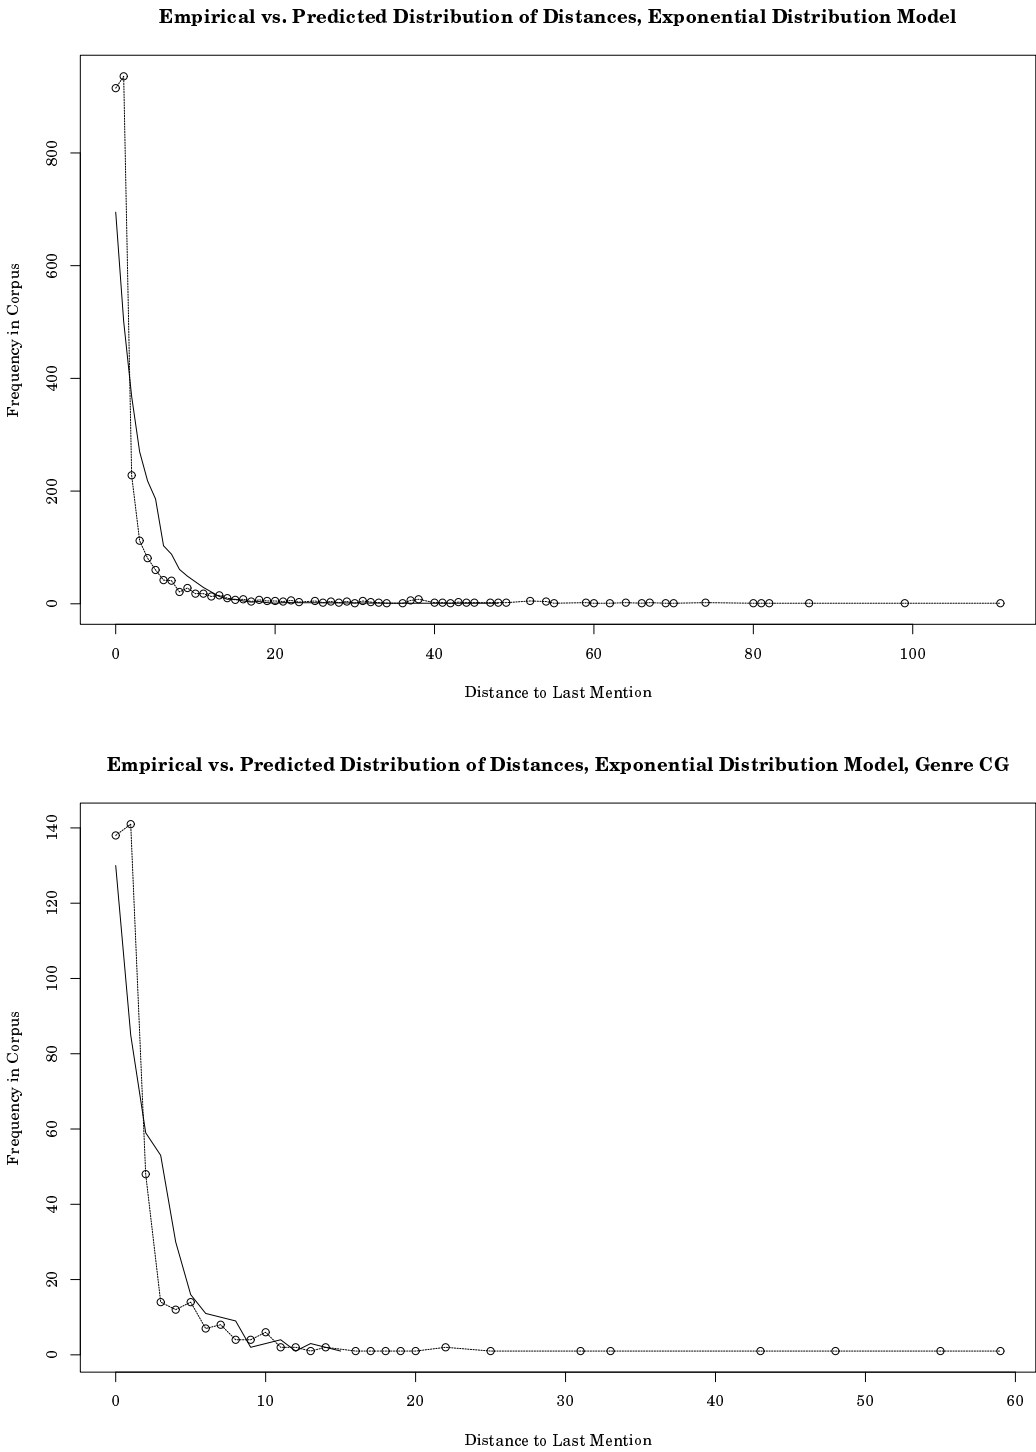 Empirical vs. Predicted Distribution of Distances, Exponential Distribution Model
Frequency in Corpus
800
600
400
200
0
0 20 40 60 80 100
Distance to Last Mention
Empirical vs. Predicted Distribution of Distances, Exponential Distribution Model, Genre CG
Frequency in Corpus
140
120
100
80
60
40
20
0
0 10 20 30 40 50 60
Distance to Last Mention